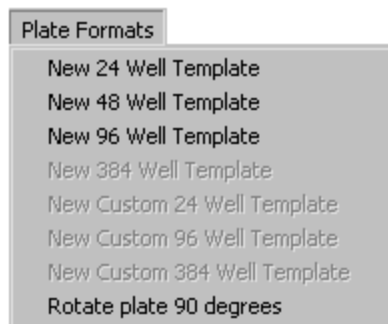 Plate Formats
New 24 Well Template
New 48 Well Template
New 96 Well Template
New 384 Well Template
New Custom 24 Well Template
New Custom 96 Well Template
New Custom 384 Well Template
Rotate plate 90 degrees